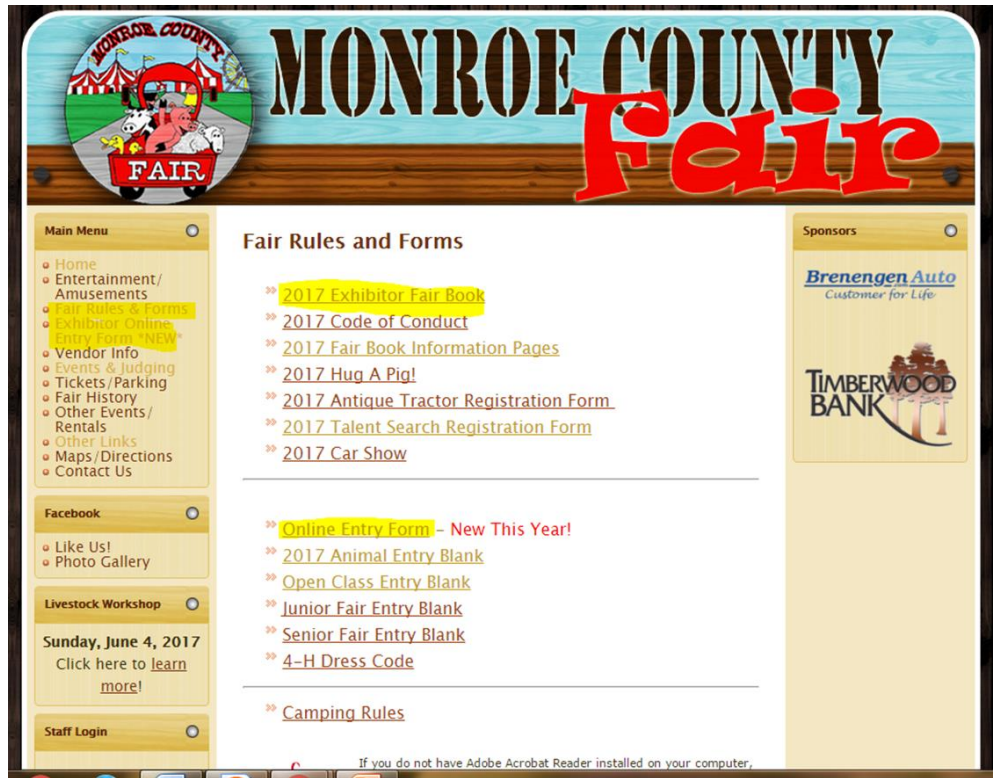 MONROE COUNTY
FAIR
MONROE COUNTY
Fair
Main Menu
Home
Entertainment/
Amusements
Fair Rules & Forms
Exhibitor Online
Entry Form *NEW*
Vendor Info
Events & Judging
Tickets/Parking
Fair History
Other Events/
Rentals
Other Links
Maps/Directions
Contact Us
Facebook
Like Us!
Photo Gallery
Livestock Workshop
Sunday, June 4, 2017
Click here to learn
more!
Staff Login
Fair Rules and Forms
2017 Exhibitor Fair Book
2017 Code of Conduct
2017 Fair Book Information Pages
2017 Hug A Pig!
2017 Antique Tractor Registration Form
2017 Talent Search Registration Form
2017 Car Show
Online Entry Form – New This Year!
2017 Animal Entry Blank
Open Class Entry Blank
Junior Fair Entry Blank
Senior Fair Entry Blank
4-H Dress Code
Camping Rules
If you do not have Adobe Acrobat Reader installed on your computer,
Sponsors
Brenengen Auto
Customer for Life
TIMBERWOOD
BANK